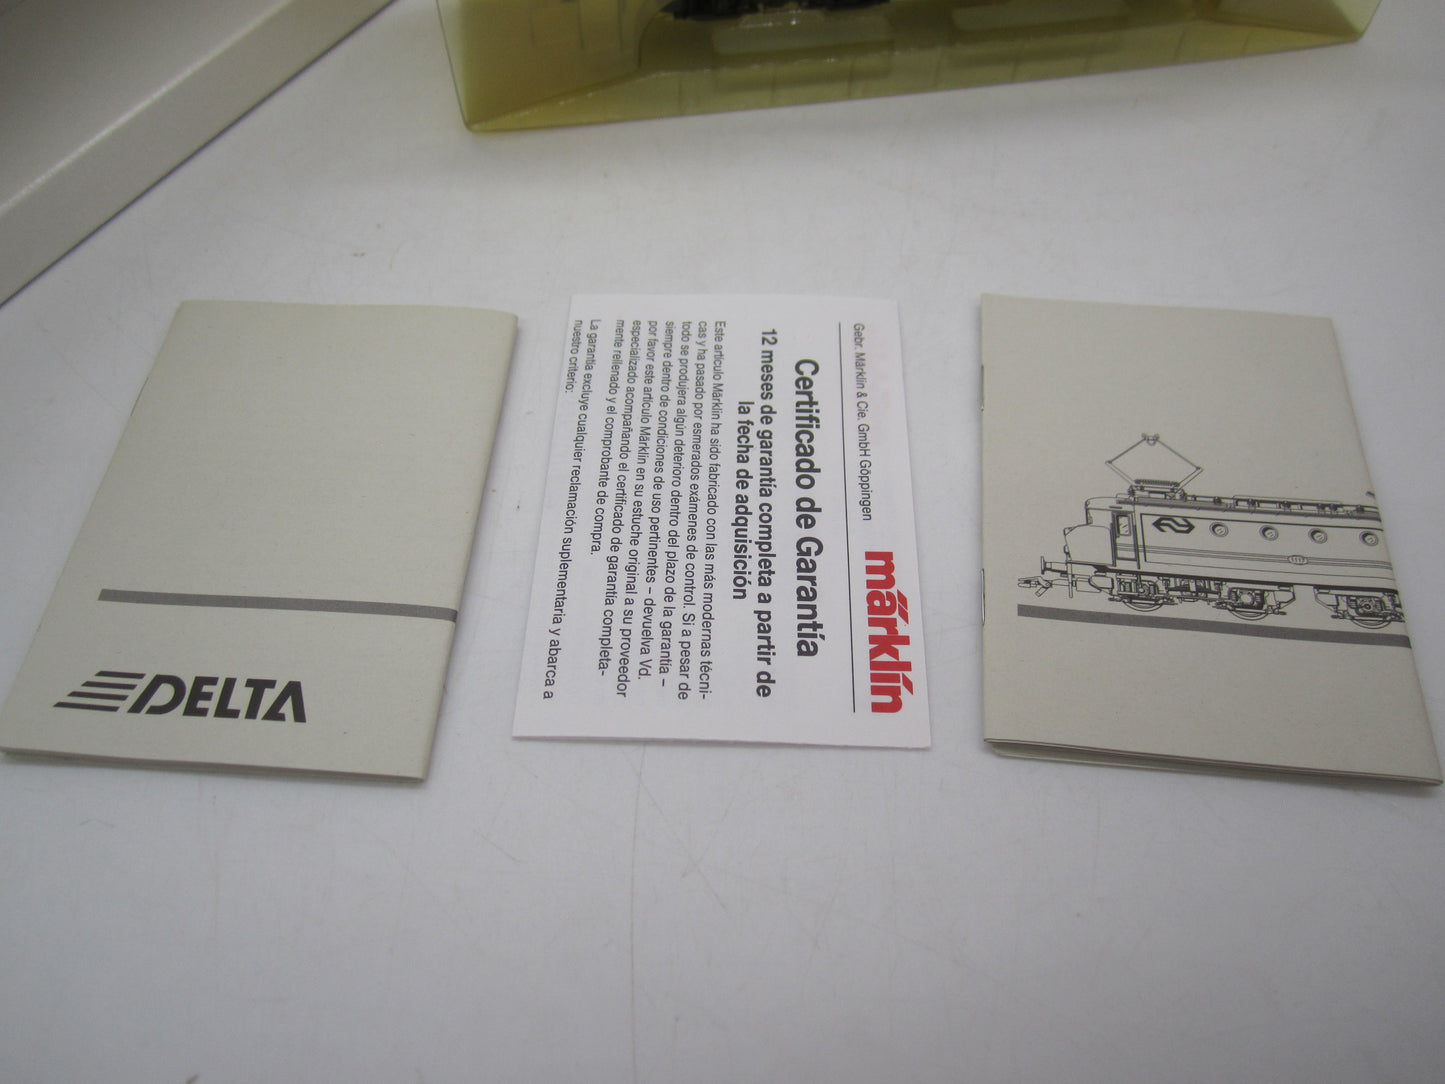 DELTA
Gebr. Märklin & Cie. GmbH Göppingen
märklin
Certificado de Garantía
12 meses de garantía completa a partir de
la fecha de adquisición
Este artículo Märklin ha sido fabricado con las más modernas técni-
cas y ha pasado por esmerados exámenes de control. Si a pesar de
todo se produjera algún deterioro dentro del plazo de la garantía –
siempre dentro de condiciones de uso pertinentes – devuelva Vd.
por favor este artículo Märklin en su estuche original a su proveedor
especializado acompañando el certificado de garantía completa-
mente rellenado y el comprobante de compra.
La garantía excluye cualquier reclamación suplementaria y abarca a
nuestro criterio: